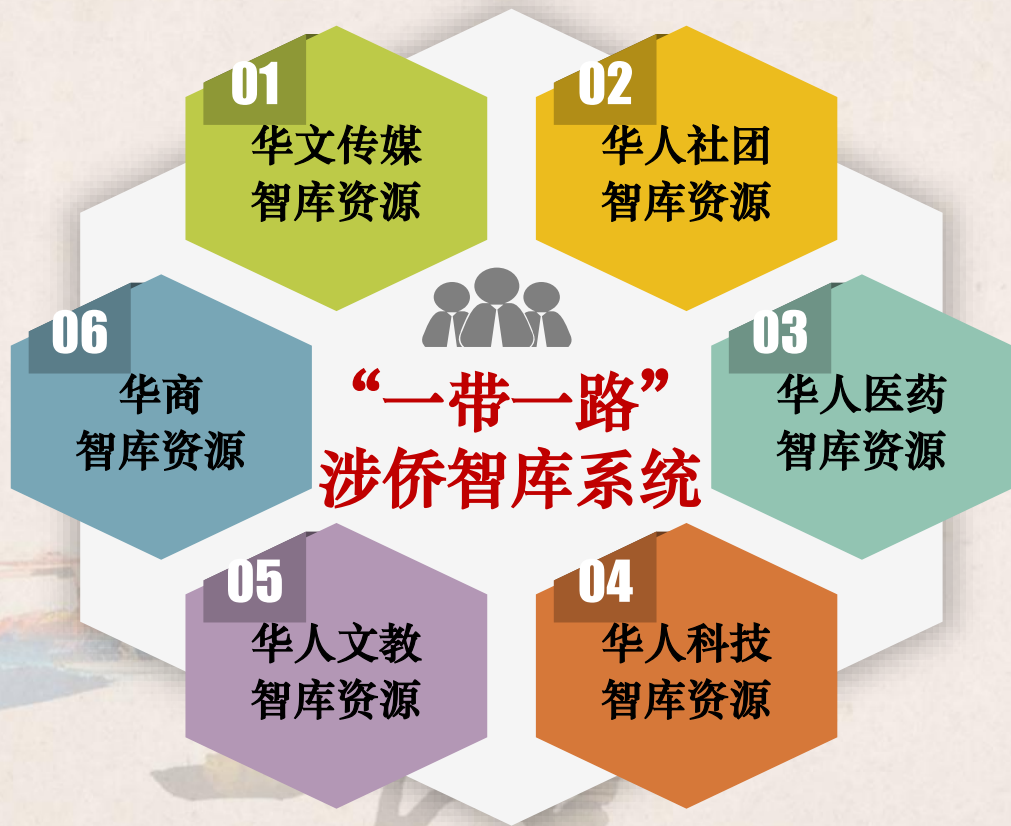 01
华文传媒
智库资源
02
华人社团
智库资源
03
华人医药
智库资源
04
华人科技
智库资源
05
华人文教
智库资源
06
华商
智库资源
“一带一路”
涉侨智库系统